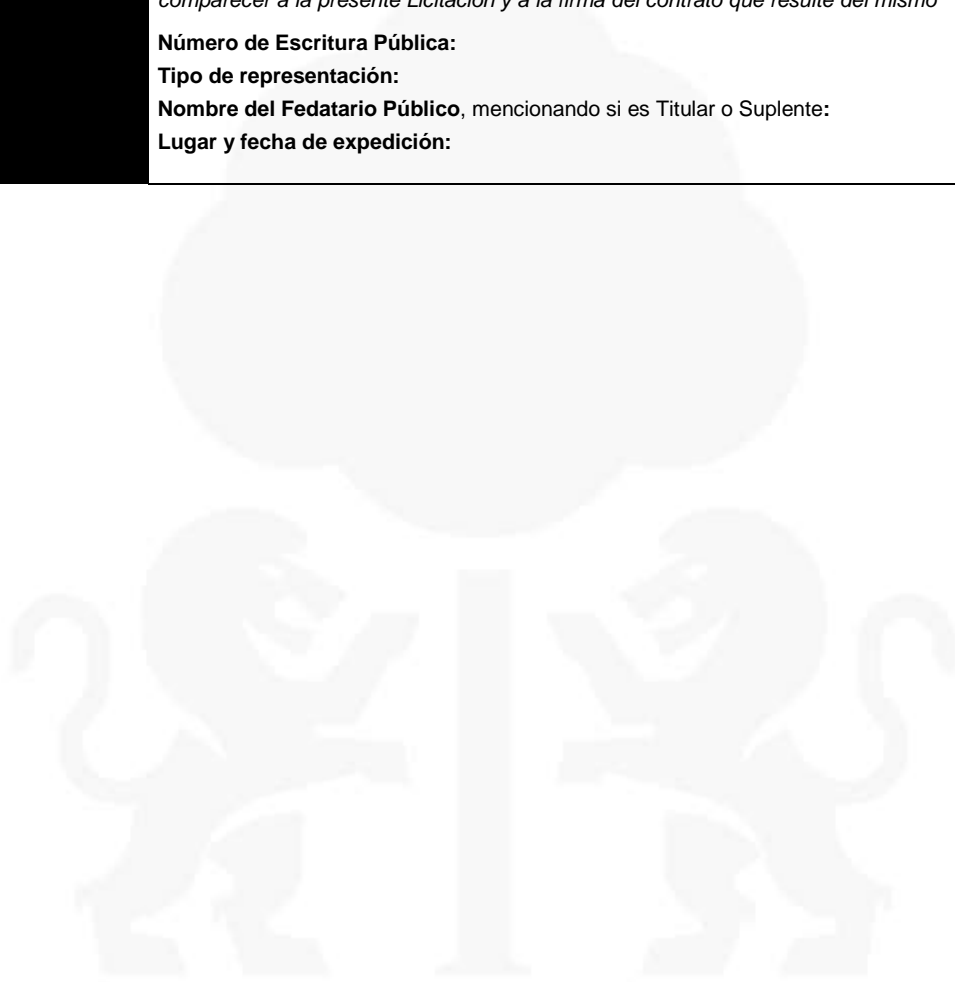 comparecer a la presente Licitación y a la firma del contrato que resulte del mismo
Número de Escritura Pública:
Tipo de representación:
Nombre del Fedatario Público, mencionando si es Titular o Suplente:
Lugar y fecha de expedición: